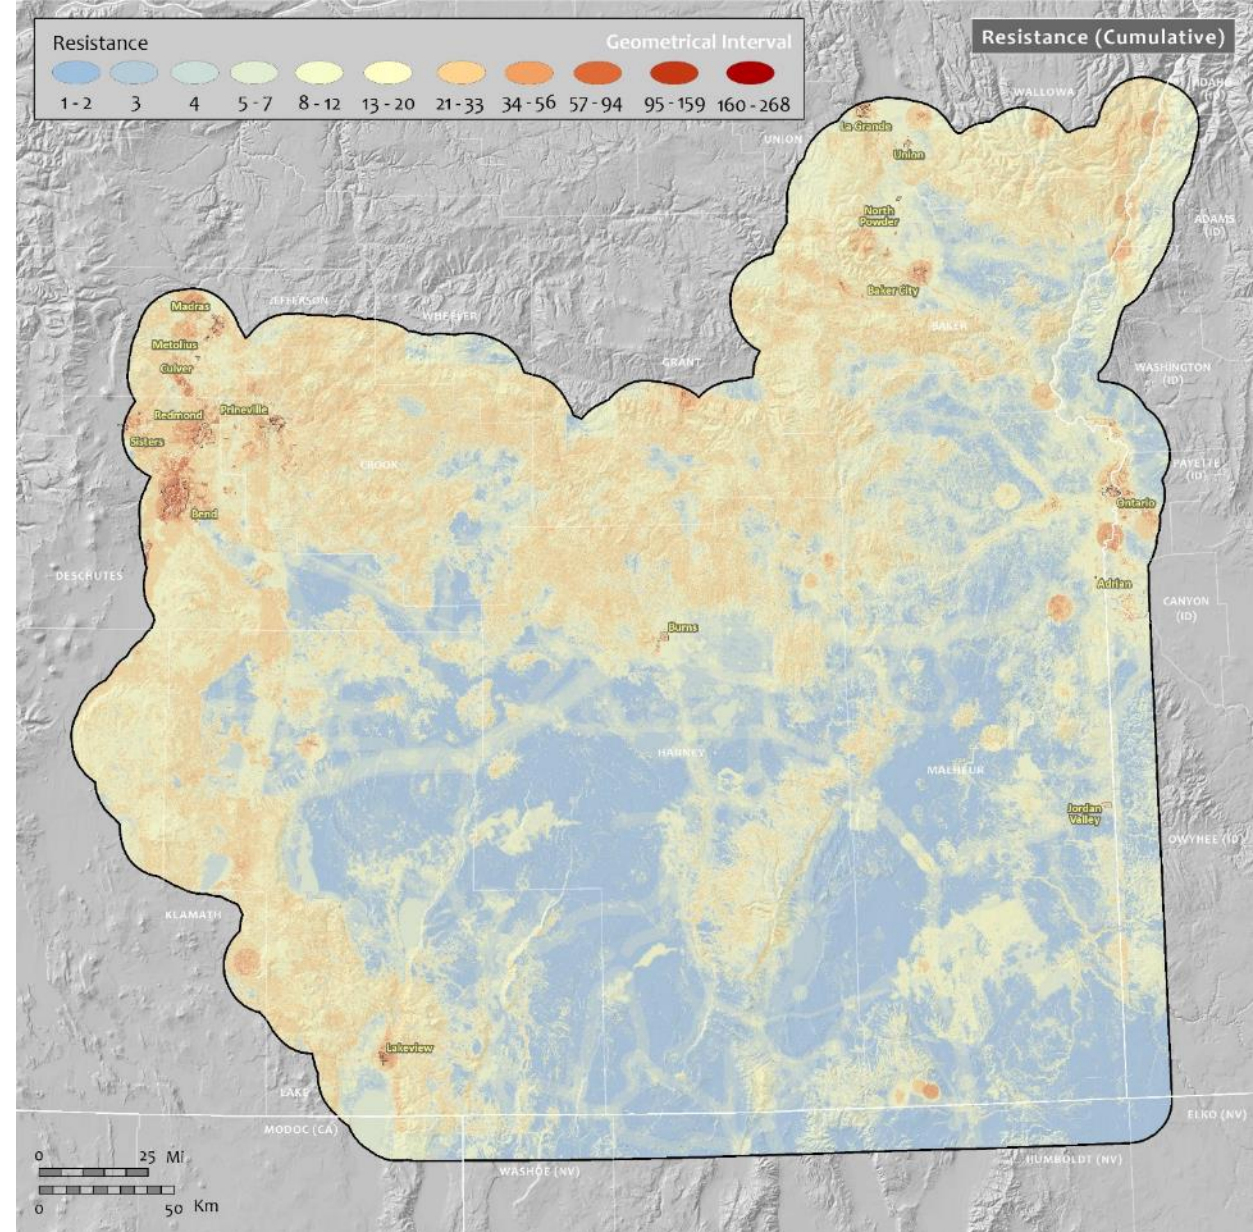 Resistance
Geometrical Interval
1 - 2
3
4
5 - 7
8 - 12
13 - 20
21 - 33
34 - 56
57 - 94
95 - 159
160 - 268
Resistance (Cumulative)
WALLOWA
IDAHO
(ID)
La Grande
UNION
Union
North
Powder
ADAMS
(ID)
Baker City
JEFFERSON
Madras
WHEELER
BAKER
Metolius
GRANT
Culver
WASHINGTON
(ID)
Redmond
Prineville
Sisters
CROOK
PAYETTE
(ID)
Ontario
Bend
DESCHUTES
Adrian
CANYON
(ID)
Burns
HARNEY
MALHEUR
Jordan
Valley
OWYHEE (ID)
KLAMATH
Lakeview
LAKE
ELKO (NV)
MODOC (CA)
0
25 Mi
HUMBOLDT (NV)
WASHOE (NV)
0
50 Km